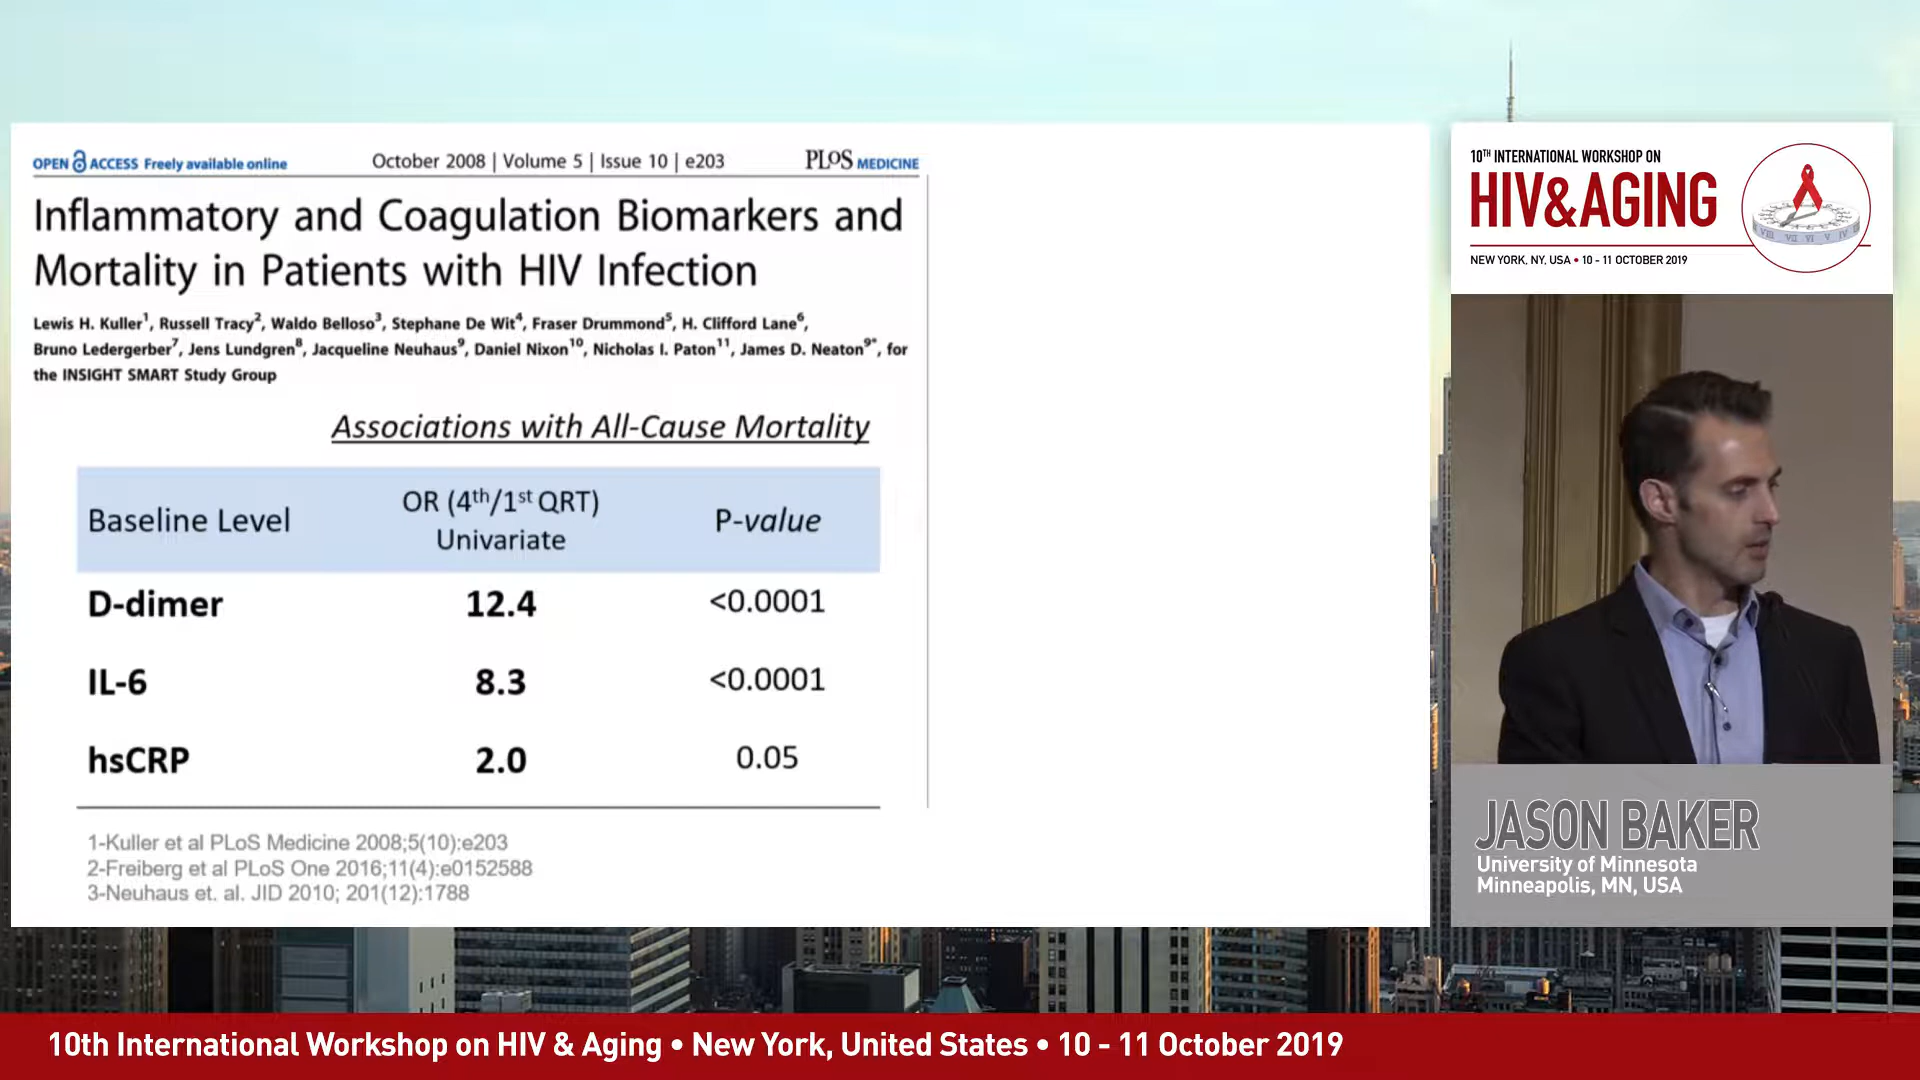 OPEN ACCESS Freely available online
October 2008 | Volume 5 | Issue 10 | e203
PLOS MEDICINE
Inflammatory and Coagulation Biomarkers and
Mortality in Patients with HIV Infection
Lewis H. Kuller1, Russell Tracy2, Waldo Belloso3, Stephane De Wit4, Fraser Drummond5, H. Clifford Lane6,
Bruno Ledergerber7, Jens Lundgren8, Jacqueline Neuhaus9, Daniel Nixon10, Nicholas I. Paton11, James D. Neaton9*, for
the INSIGHT SMART Study Group
Associations with All-Cause Mortality
Baseline Level
OR (4th/1st QRT)
Univariate
P-value
D-dimer 12.4 <0.0001
IL-6 8.3 <0.0001
hsCRP 2.0 0.05
1-Kuller et al PLoS Medicine 2008;5(10):e203
2-Freiberg et al PLoS One 2016;11(4):e0152588
3-Neuhaus et. al. JID 2010; 201(12):1788
10TH INTERNATIONAL WORKSHOP ON
HIV&AGING
NEW YORK, NY, USA • 10 - 11 OCTOBER 2019
VIII VII VI V IV
JASON BAKER
University of Minnesota
Minneapolis, MN, USA
10th International Workshop on HIV & Aging • New York, United States • 10 - 11 October 2019